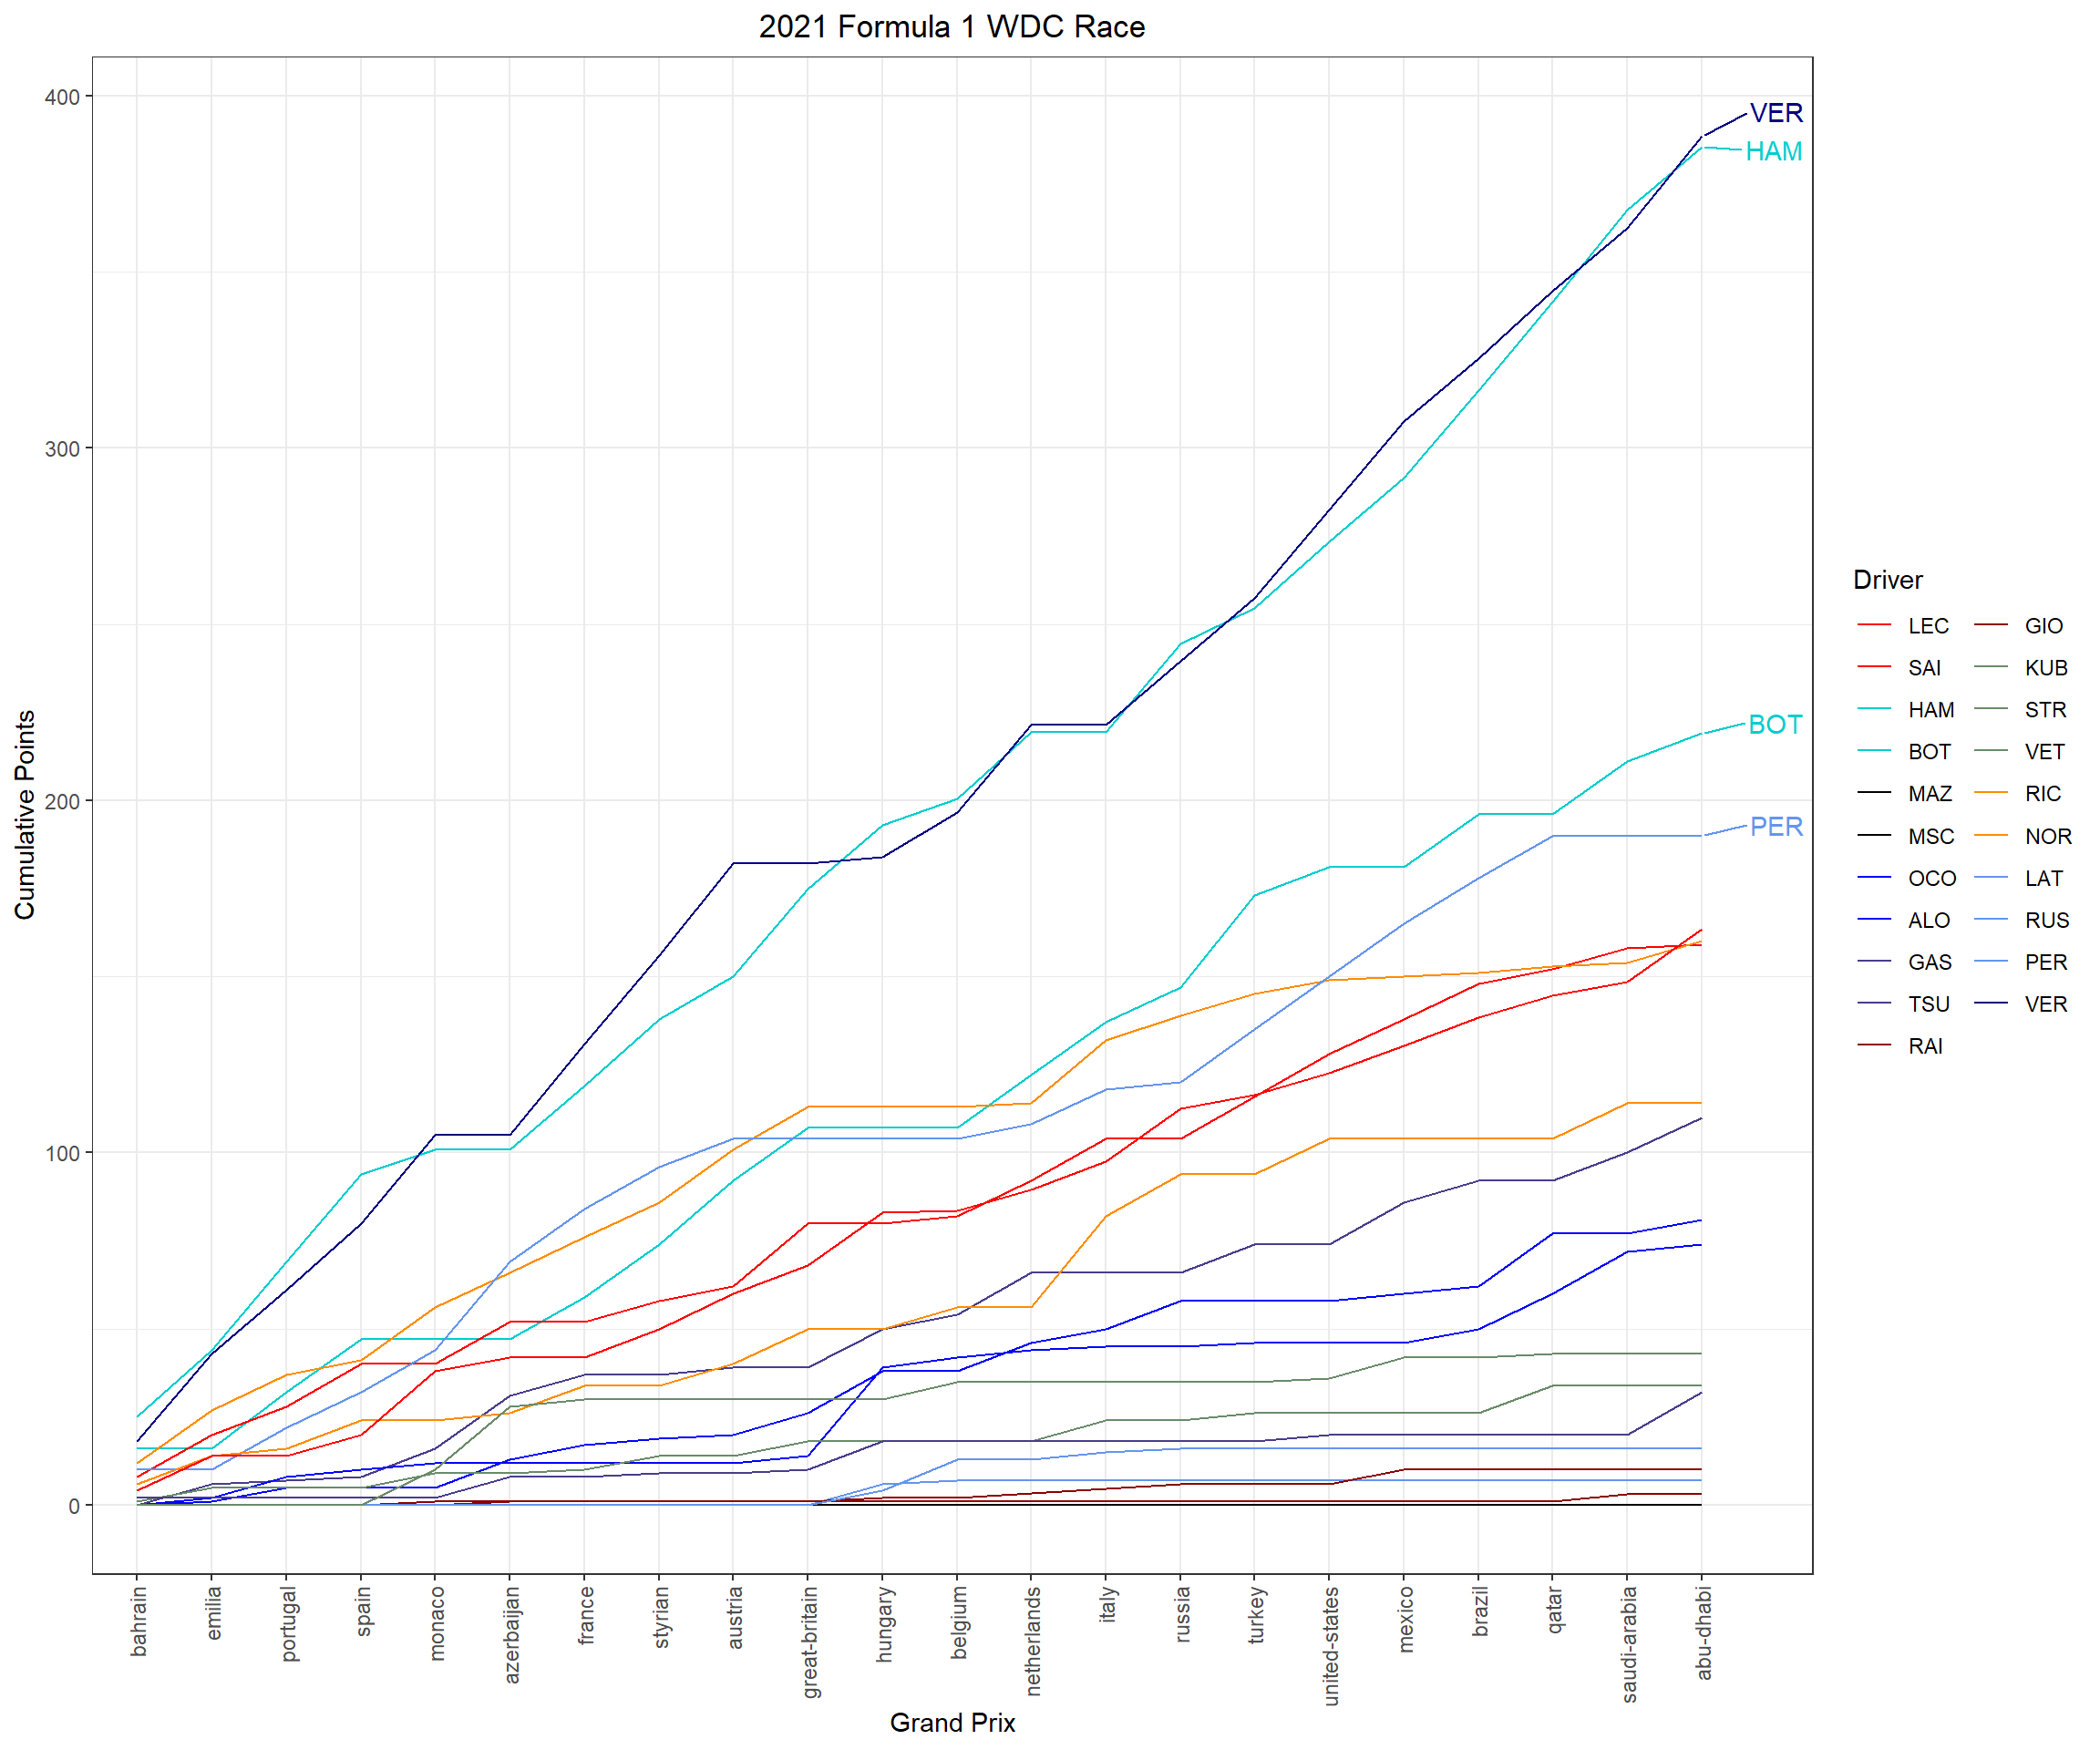 2021 Formula 1 WDC Race
Cumulative Points
400
300
200
100
0
VER
HAM
BOT
PER
bahrain
emilia
portugal
spain
monaco
azerbaijan
france
styrian
austria
great-britain
hungary
belgium
netherlands
italy
russia
turkey
united-states
mexico
brazil
qatar
saudi-arabia
abu-dhabi
Grand Prix
Driver
LEC
SAI
HAM
BOT
MAZ
MSC
OCO
ALO
GAS
TSU
RAI
GIO
KUB
STR
VET
RIC
NOR
LAT
RUS
PER
VER